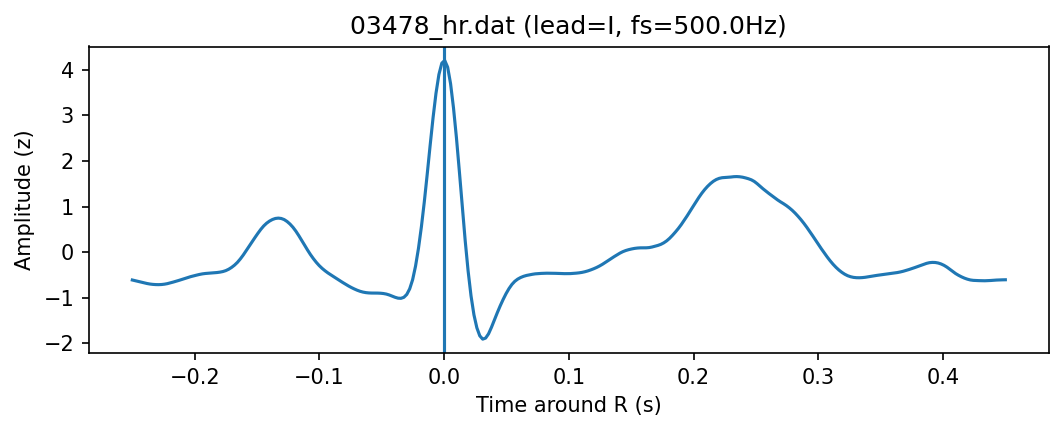 03478_hr.dat (lead=I, fs=500.0Hz)
Amplitude (z)
4
3
2
1
0
−1
−2
−0.2 −0.1 0.0 0.1 0.2 0.3 0.4
Time around R (s)